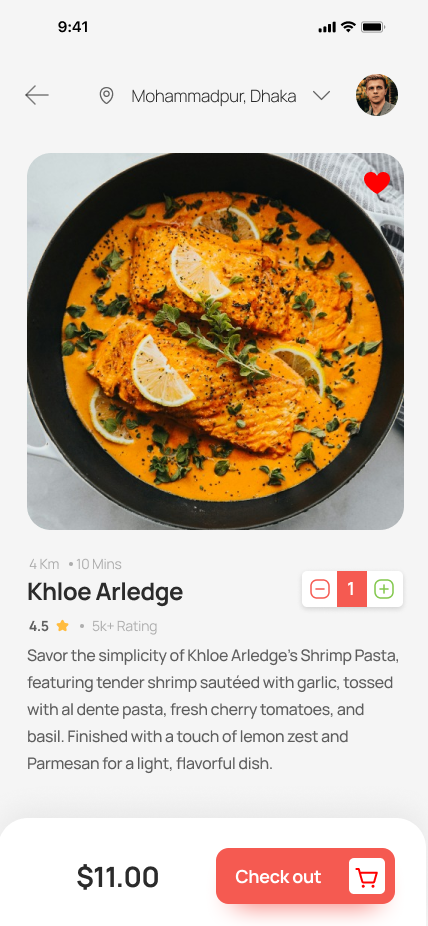 9:41
Mohammadpur, Dhaka
4 Km • 10 Mins
Khloe Arledge
1
4.5 • 5k+ Rating
Savor the simplicity of Khloe Arledge's Shrimp Pasta,
featuring tender shrimp sautéed with garlic, tossed
with al dente pasta, fresh cherry tomatoes, and
basil. Finished with a touch of lemon zest and
Parmesan for a light, flavorful dish.
$11.00
Check out